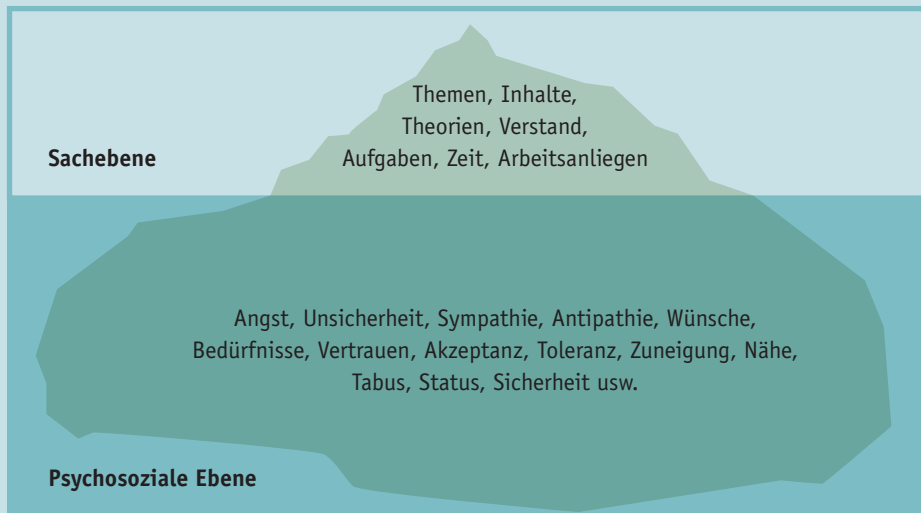 Themen, Inhalte,
Theorien, Verstand,
Sachebene
Aufgaben, Zeit, Arbeitsanliegen
Angst, Unsicherheit, Sympathie, Antipathie, Wünsche,
Bedürfnisse, Vertrauen, Akzeptanz, Toleranz, Zuneigung, Nähe,
Tabus, Status, Sicherheit usw.
Psychosoziale Ebene